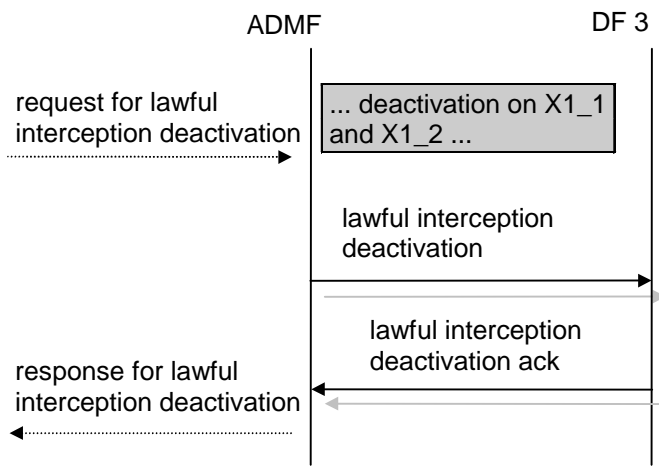 ADMF
DF 3
request for lawful
interception deactivation
... deactivation on X1_1
and X1_2 ...
lawful interception
deactivation
lawful interception
deactivation ack
response for lawful
interception deactivation